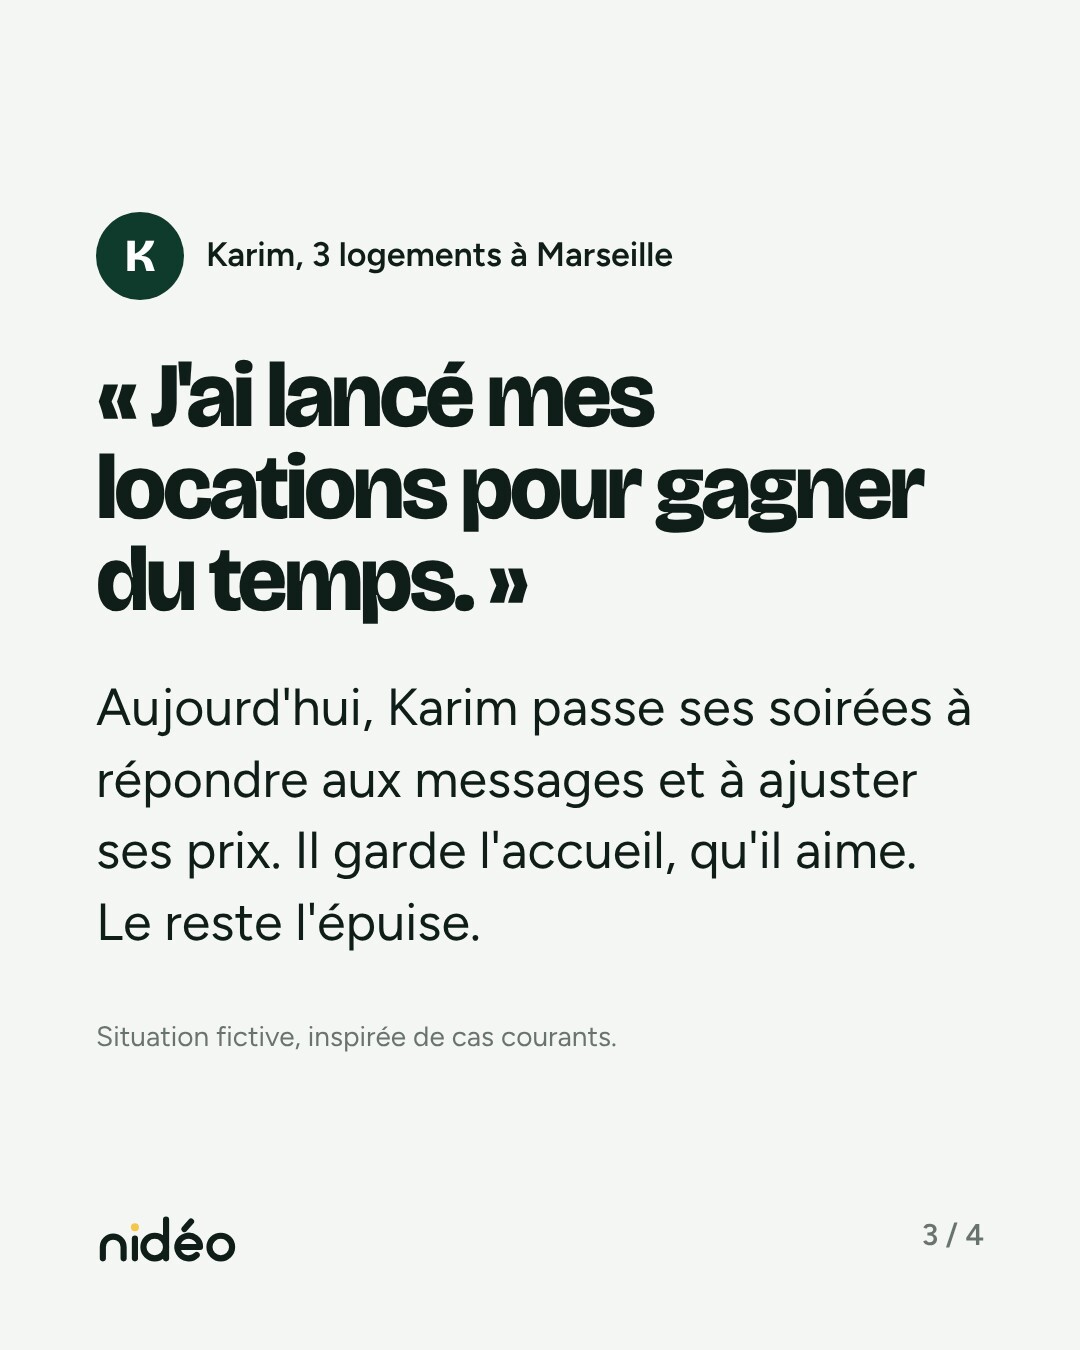 K
Karim, 3 logements à Marseille
« J'ai lancé mes
locations pour gagner
du temps. »
Aujourd'hui, Karim passe ses soirées à
répondre aux messages et à ajuster
ses prix. Il garde l'accueil, qu'il aime.
Le reste l'épuise.
Situation fictive, inspirée de cas courants.
nidéo
3 / 4